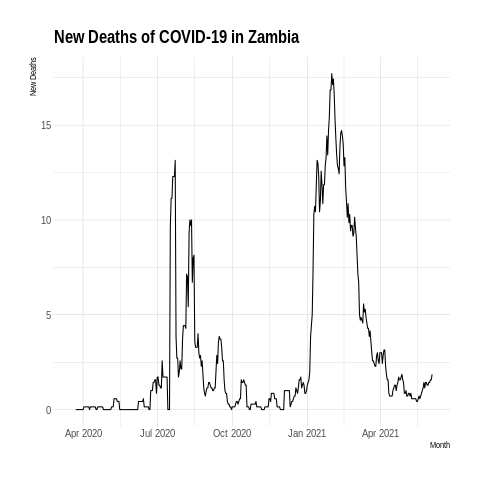 New Deaths of COVID-19 in Zambia
New Deaths
15
10
5
0
Apr 2020 Jul 2020 Oct 2020 Jan 2021 Apr 2021
Month